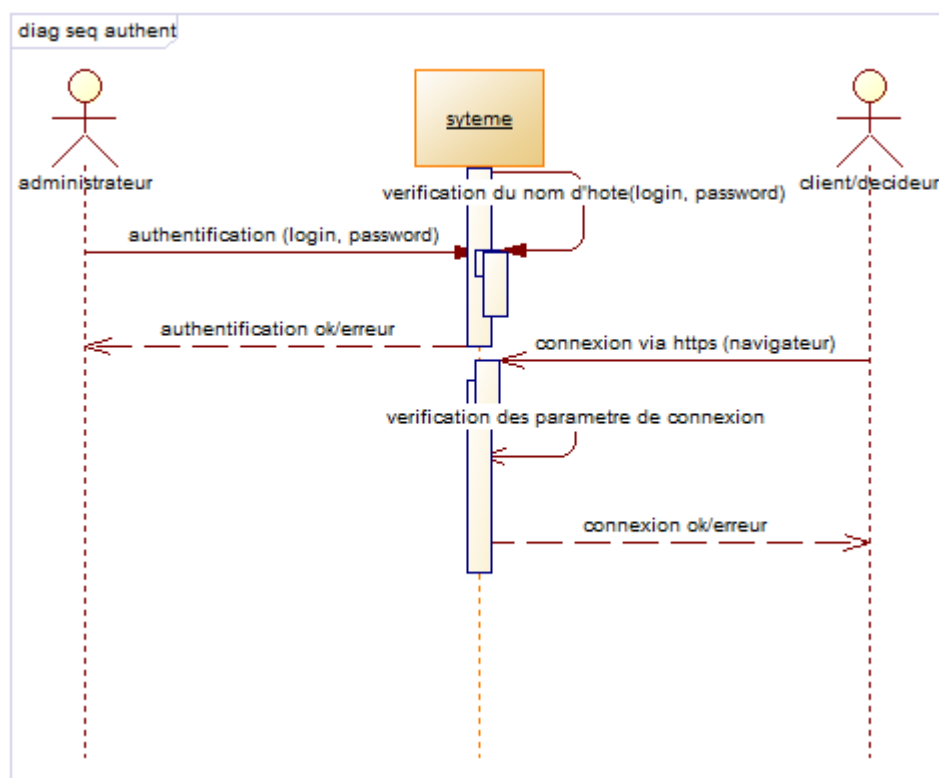 diag seq authent
syteme
administrateur
client/decideur
verification du nom d'hote(login, password)
authentification (login, password)
authentification ok/erreur
connexion via https (navigateur)
verification des parametre de connexion
connexion ok/erreur